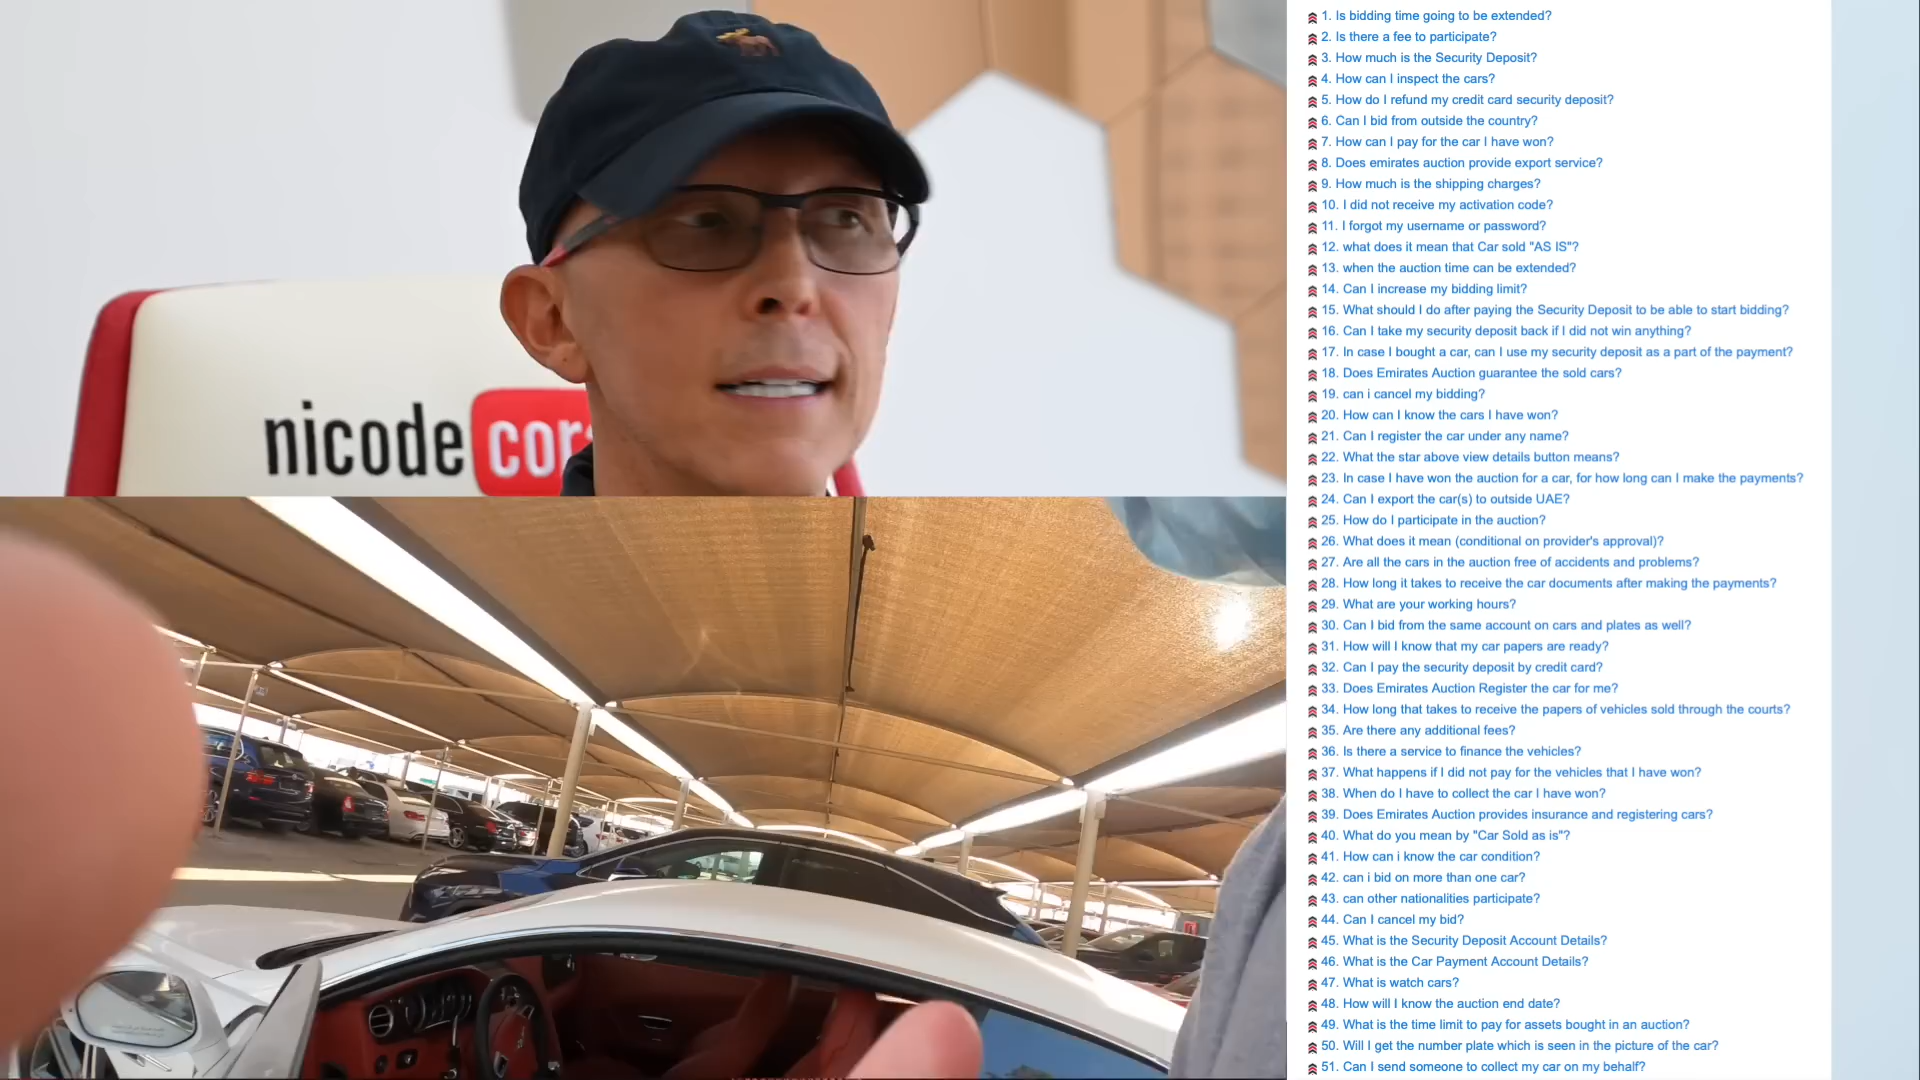 nicode
cor
1. Is bidding time going to be extended?
2. Is there a fee to participate?
3. How much is the Security Deposit?
4. How can I inspect the cars?
5. How do I refund my credit card security deposit?
6. Can I bid from outside the country?
7. How can I pay for the car I have won?
8. Does emirates auction provide export service?
9. How much is the shipping charges?
10. I did not receive my activation code?
11. I forgot my username or password?
12. what does it mean that Car sold "AS IS"?
13. when the auction time can be extended?
14. Can I increase my bidding limit?
15. What should I do after paying the Security Deposit to be able to start bidding?
16. Can I take my security deposit back if I did not win anything?
17. In case I bought a car, can I use my security deposit as a part of the payment?
18. Does Emirates Auction guarantee the sold cars?
19. can i cancel my bidding?
20. How can I know the cars I have won?
21. Can I register the car under any name?
22. What the star above view details button means?
23. In case I have won the auction for a car, for how long can I make the payments?
24. Can I export the car(s) to outside UAE?
25. How do I participate in the auction?
26. What does it mean (conditional on provider's approval)?
27. Are all the cars in the auction free of accidents and problems?
28. How long it takes to receive the car documents after making the payments?
29. What are your working hours?
30. Can I bid from the same account on cars and plates as well?
31. How will I know that my car papers are ready?
32. Can I pay the security deposit by credit card?
33. Does Emirates Auction Register the car for me?
34. How long that takes to receive the papers of vehicles sold through the courts?
35. Are there any additional fees?
36. Is there a service to finance the vehicles?
37. What happens if I did not pay for the vehicles that I have won?
38. When do I have to collect the car I have won?
39. Does Emirates Auction provides insurance and registering cars?
40. What do you mean by "Car Sold as is"?
41. How can i know the car condition?
42. can i bid on more than one car?
43. can other nationalities participate?
44. Can I cancel my bid?
45. What is the Security Deposit Account Details?
46. What is the Car Payment Account Details?
47. What is watch cars?
48. How will I know the auction end date?
49. What is the time limit to pay for assets bought in an auction?
50. Will I get the number plate which is seen in the picture of the car?
51. Can I send someone to collect my car on my behalf?